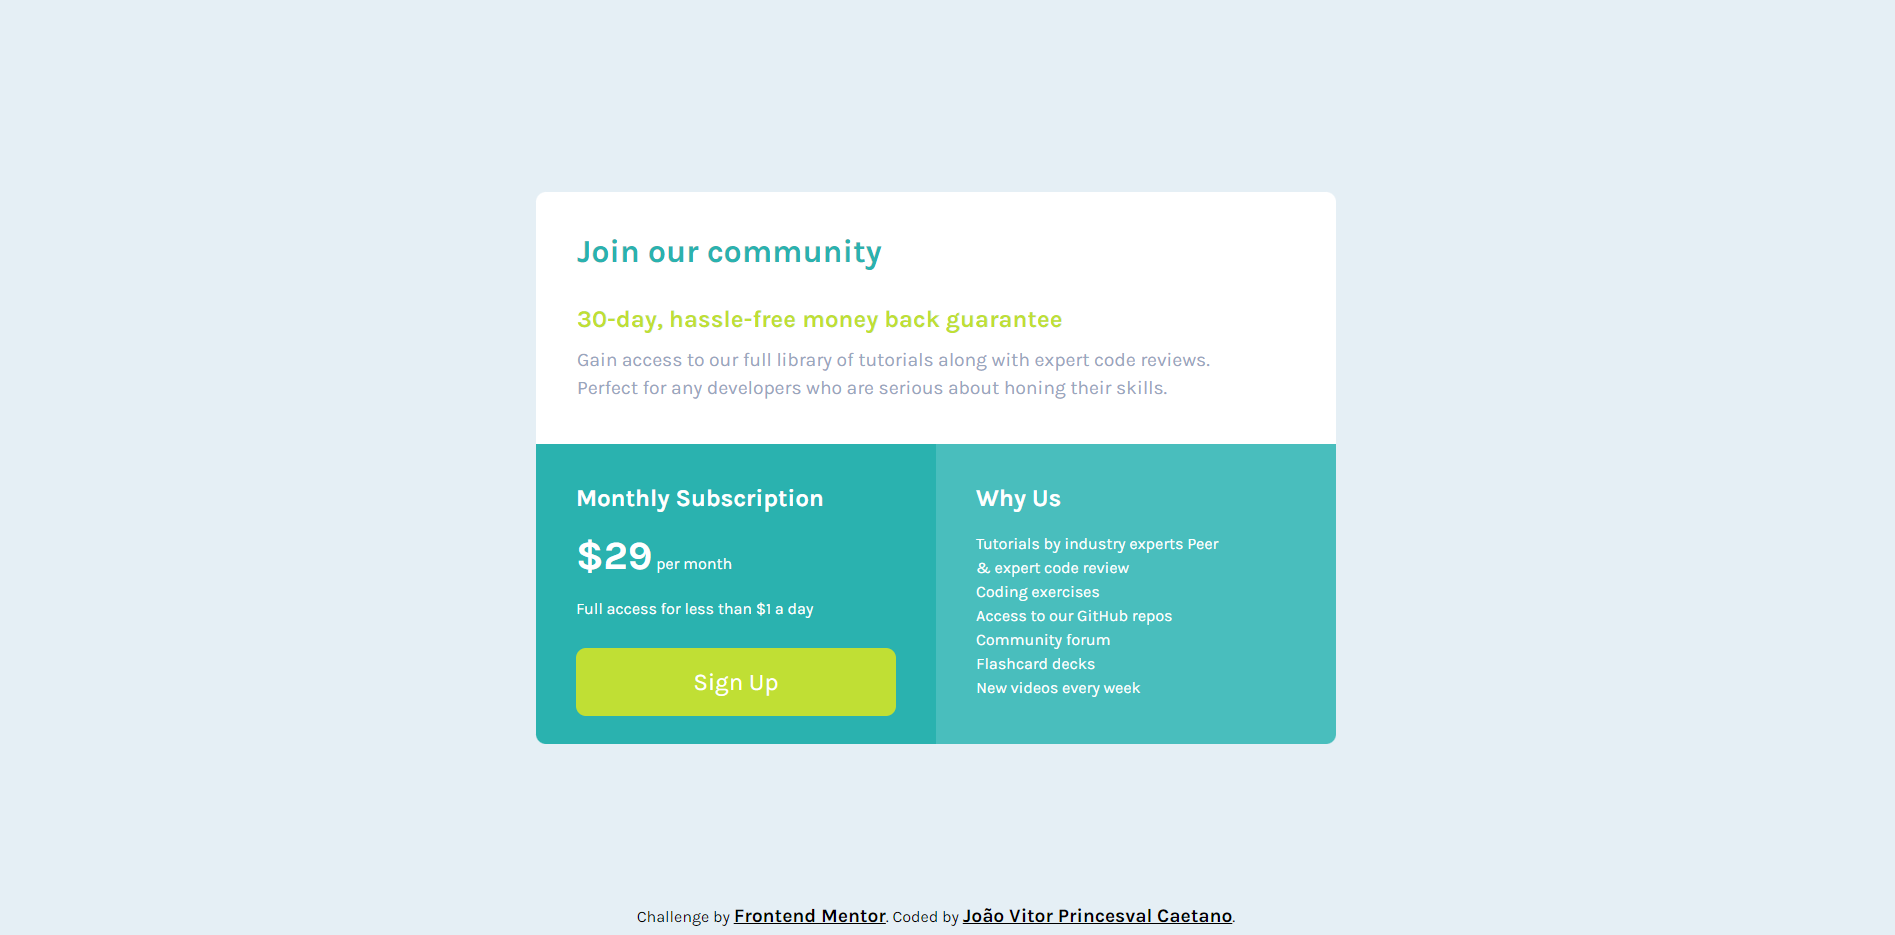 Join our community
30-day, hassle-free money back guarantee
Gain access to our full library of tutorials along with expert code reviews.
Perfect for any developers who are serious about honing their skills.
Monthly Subscription
$29 per month
Full access for less than $1 a day
Sign Up
Why Us
Tutorials by industry experts Peer
& expert code review
Coding exercises
Access to our GitHub repos
Community forum
Flashcard decks
New videos every week
Challenge by Frontend Mentor. Coded by João Vitor Princesval Caetano.